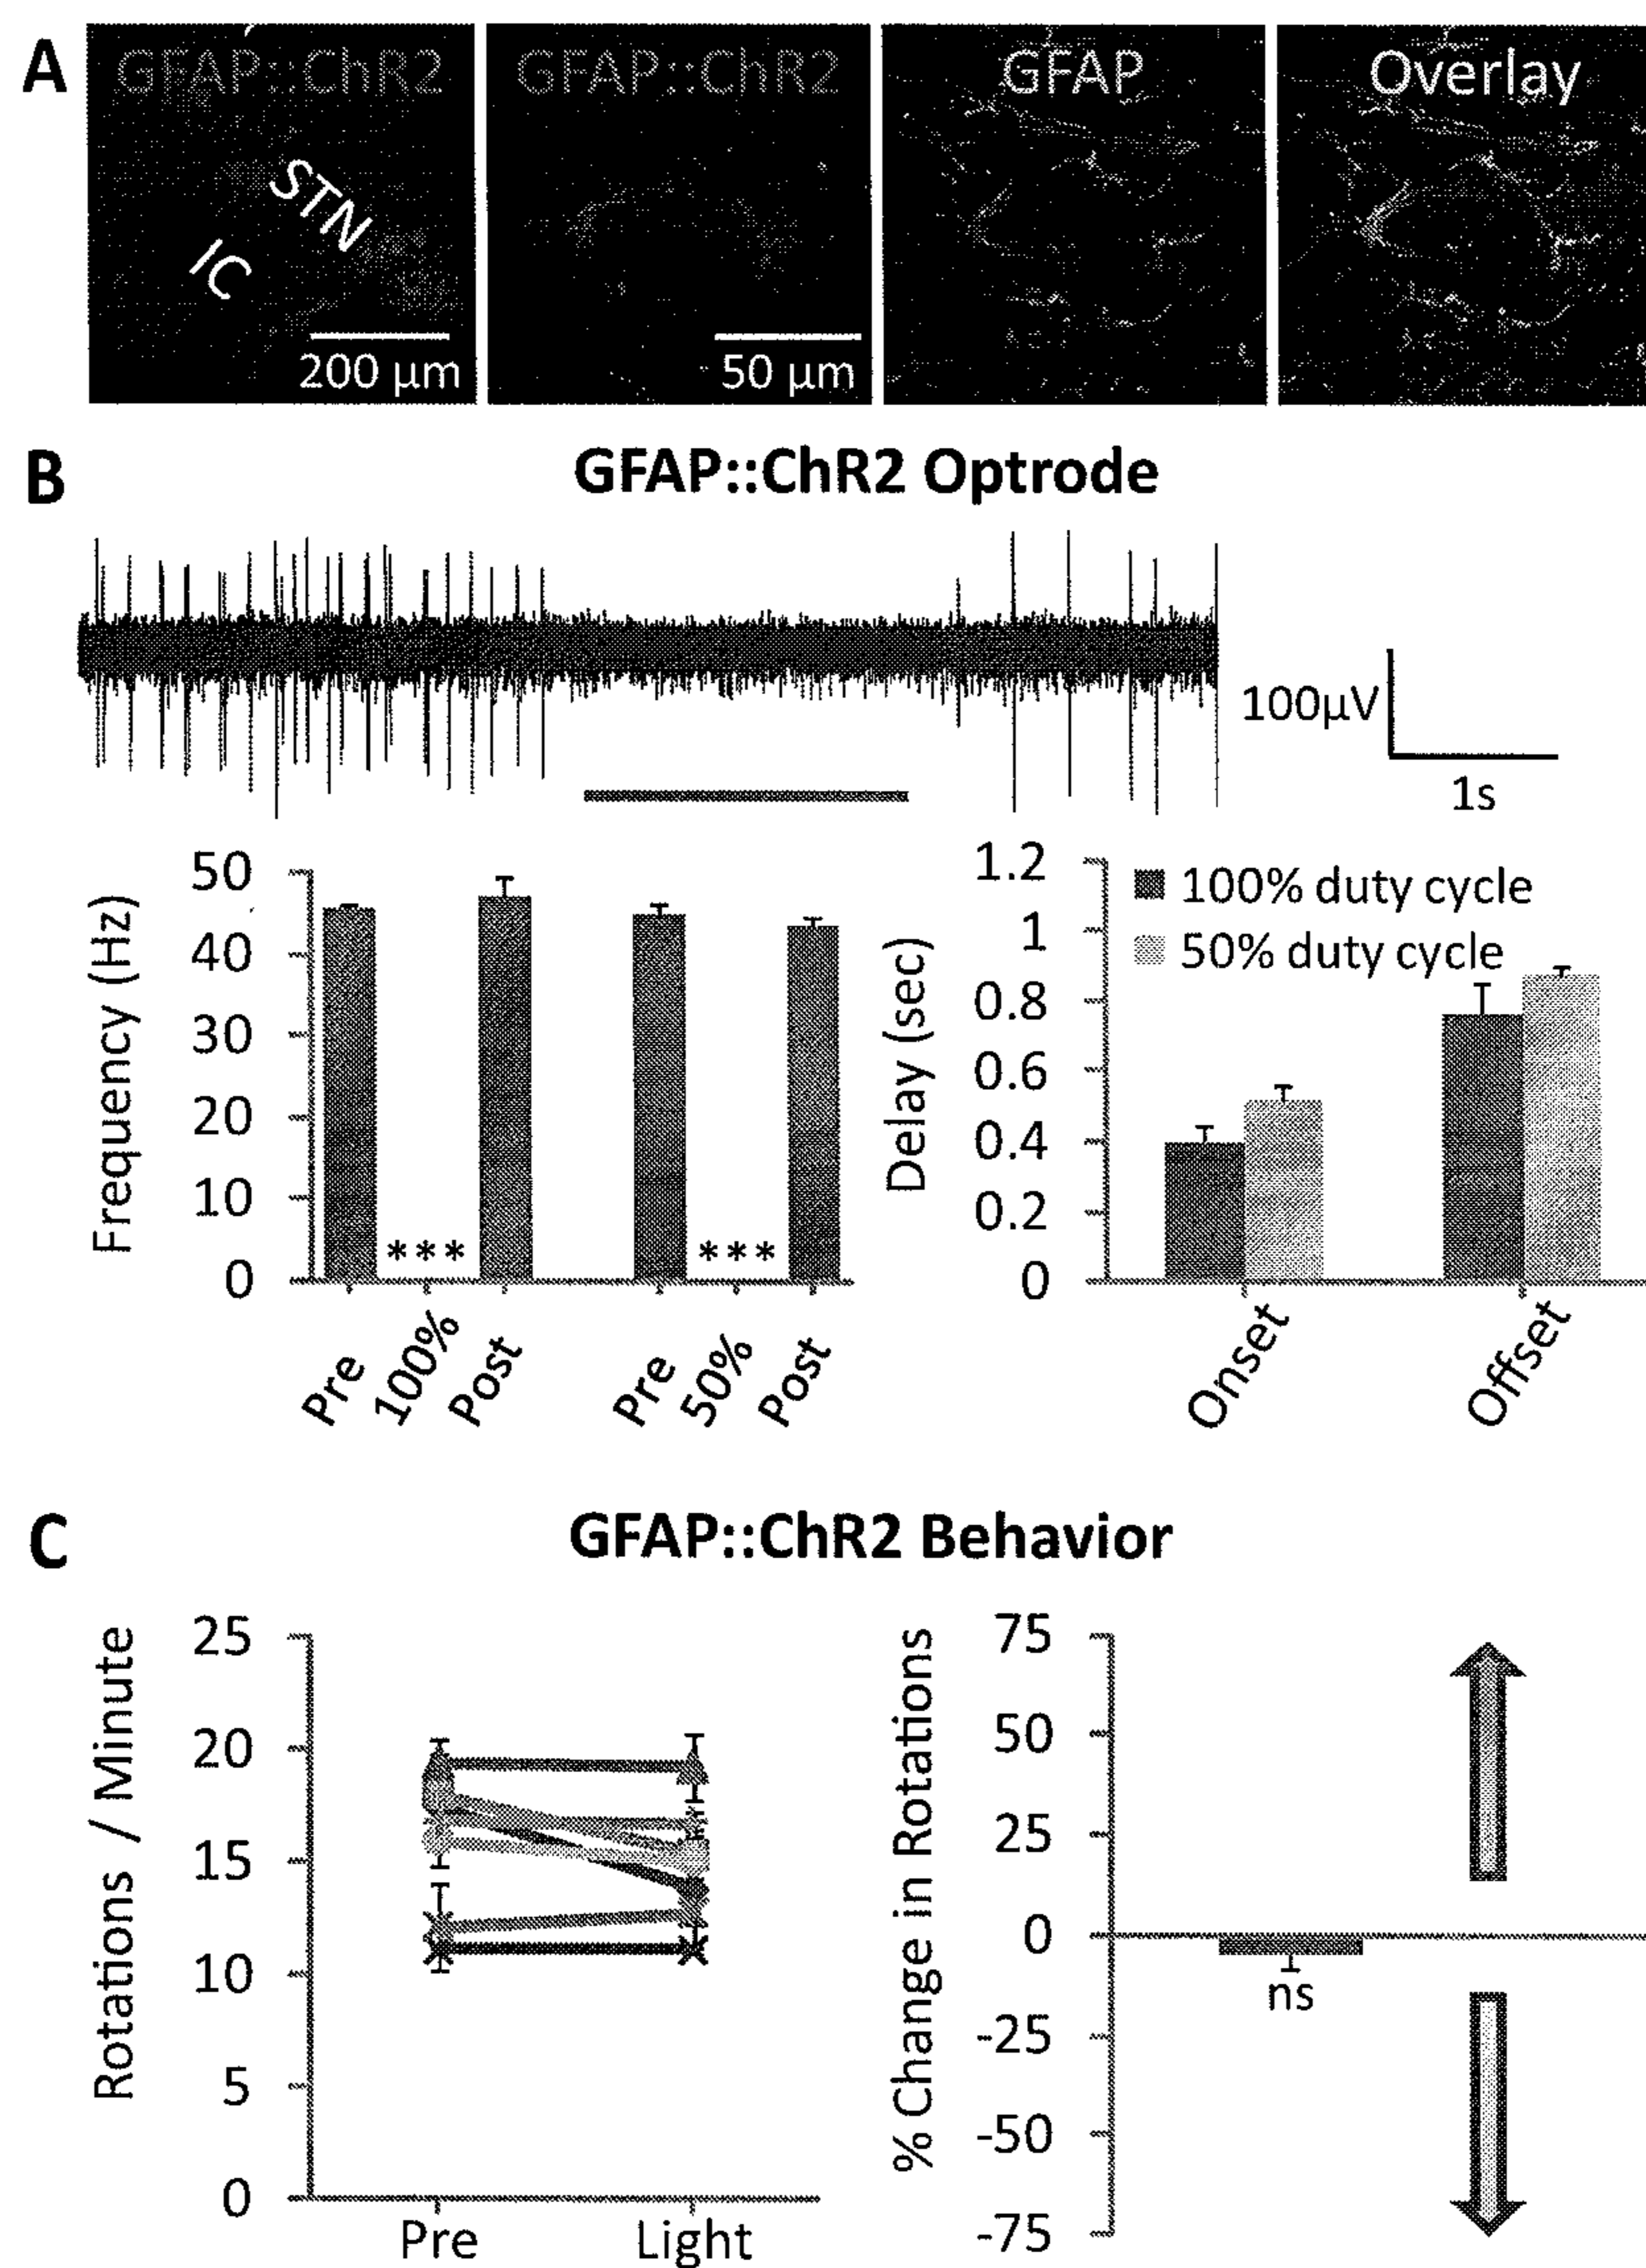 A
GFAP::ChR2
GFAP::ChR2
GFAP
Overlay
STN
IC
200 µm
50 µm
B
GFAP::ChR2 Optrode
100µV
1s
Frequency (Hz)
50
40
30
20
10
0
***
***
Pre
100%
Post
Pre
50%
Post
Delay (sec)
1.2
1
0.8
0.6
0.4
0.2
0
100% duty cycle
50% duty cycle
Onset
Offset
C
GFAP::ChR2 Behavior
Rotations / Minute
25
20
15
10
5
0
Pre
Light
% Change in Rotations
75
50
25
0
-25
-50
-75
ns